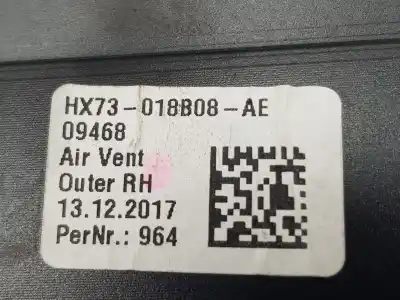 HX73-018B08-AE
09468
Air Vent
Outer RH
13.12.2017
PerNr.: 964